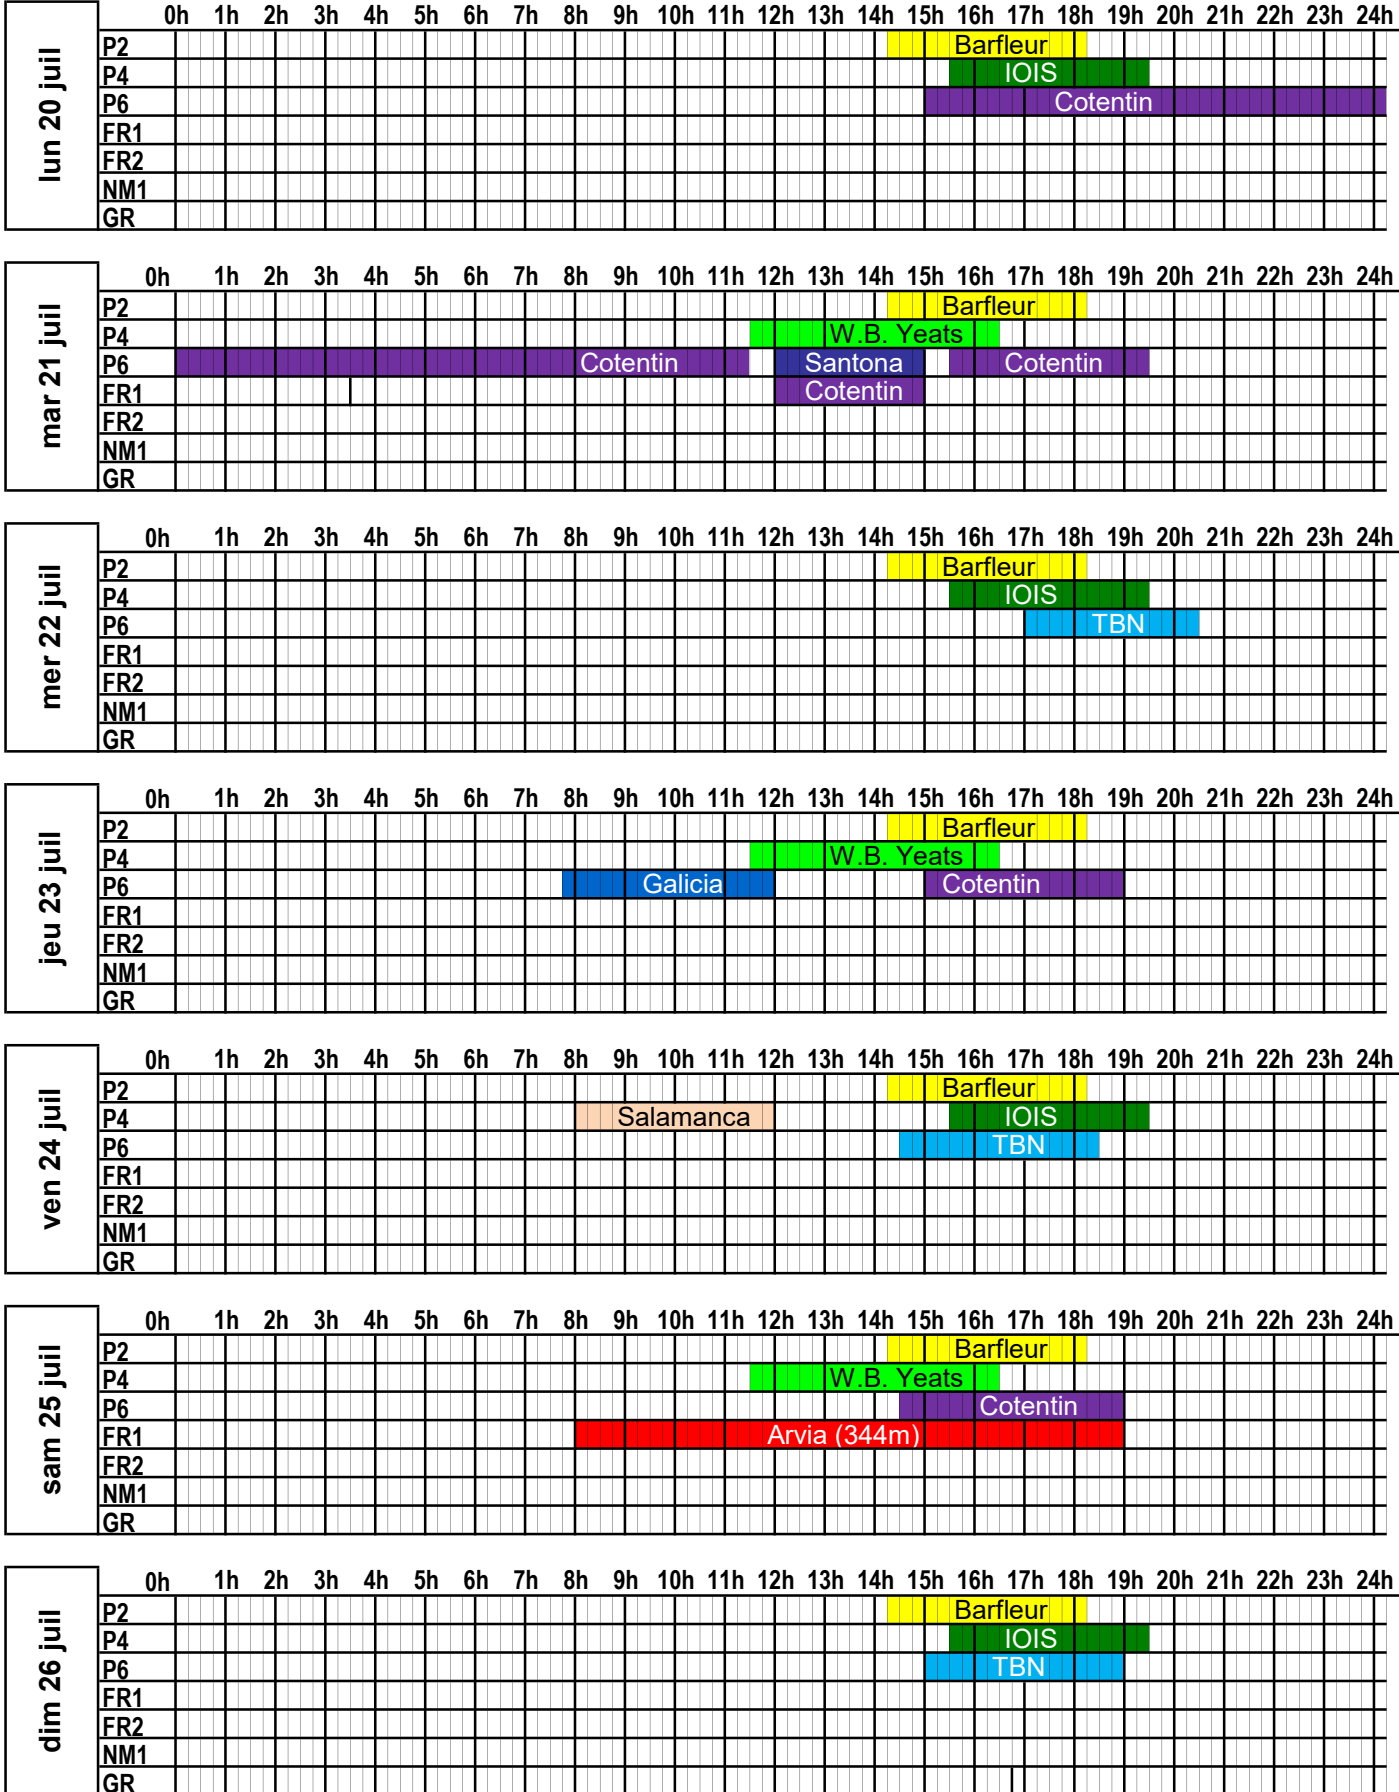 0h 1h 2h 3h 4h 5h 6h 7h 8h 9h 10h 11h 12h 13h 14h 15h 16h 17h 18h 19h 20h 21h 22h 23h 24h
lun 20 juil
P2 Barfleur
P4 IOIS
P6 Cotentin
FR1
FR2
NM1
GR
0h 1h 2h 3h 4h 5h 6h 7h 8h 9h 10h 11h 12h 13h 14h 15h 16h 17h 18h 19h 20h 21h 22h 23h 24h
mar 21 juil
P2 Barfleur
P4 W.B. Yeats
P6 Cotentin Santona Cotentin
FR1 Cotentin
FR2
NM1
GR
0h 1h 2h 3h 4h 5h 6h 7h 8h 9h 10h 11h 12h 13h 14h 15h 16h 17h 18h 19h 20h 21h 22h 23h 24h
mer 22 juil
P2 Barfleur
P4 IOIS
P6 TBN
FR1
FR2
NM1
GR
0h 1h 2h 3h 4h 5h 6h 7h 8h 9h 10h 11h 12h 13h 14h 15h 16h 17h 18h 19h 20h 21h 22h 23h 24h
jeu 23 juil
P2 Barfleur
P4 W.B. Yeats
P6 Galicia Cotentin
FR1
FR2
NM1
GR
0h 1h 2h 3h 4h 5h 6h 7h 8h 9h 10h 11h 12h 13h 14h 15h 16h 17h 18h 19h 20h 21h 22h 23h 24h
ven 24 juil
P2 Barfleur
P4 Salamanca IOIS
P6 TBN
FR1
FR2
NM1
GR
0h 1h 2h 3h 4h 5h 6h 7h 8h 9h 10h 11h 12h 13h 14h 15h 16h 17h 18h 19h 20h 21h 22h 23h 24h
sam 25 juil
P2 Barfleur
P4 W.B. Yeats
P6 Cotentin
FR1 Arvia (344m)
FR2
NM1
GR
0h 1h 2h 3h 4h 5h 6h 7h 8h 9h 10h 11h 12h 13h 14h 15h 16h 17h 18h 19h 20h 21h 22h 23h 24h
dim 26 juil
P2 Barfleur
P4 IOIS
P6 TBN
FR1
FR2
NM1
GR